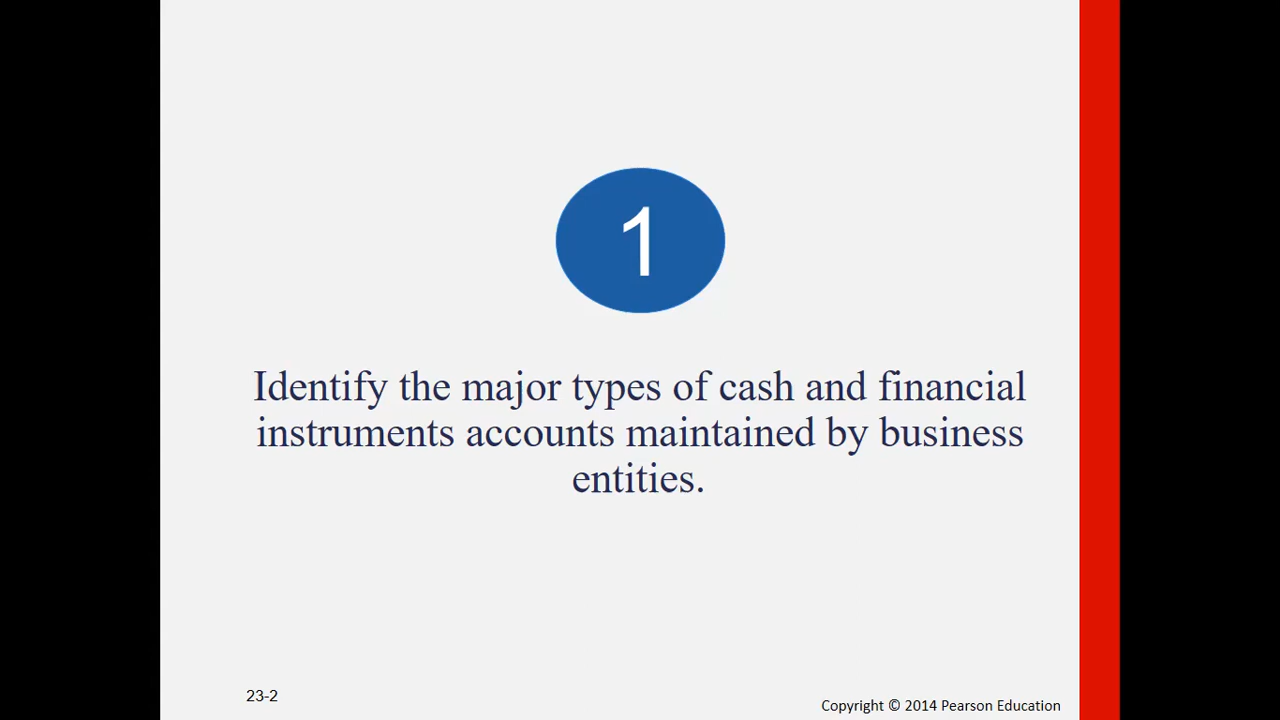 1
Identify the major types of cash and financial
instruments accounts maintained by business
entities.
23-2
Copyright © 2014 Pearson Education